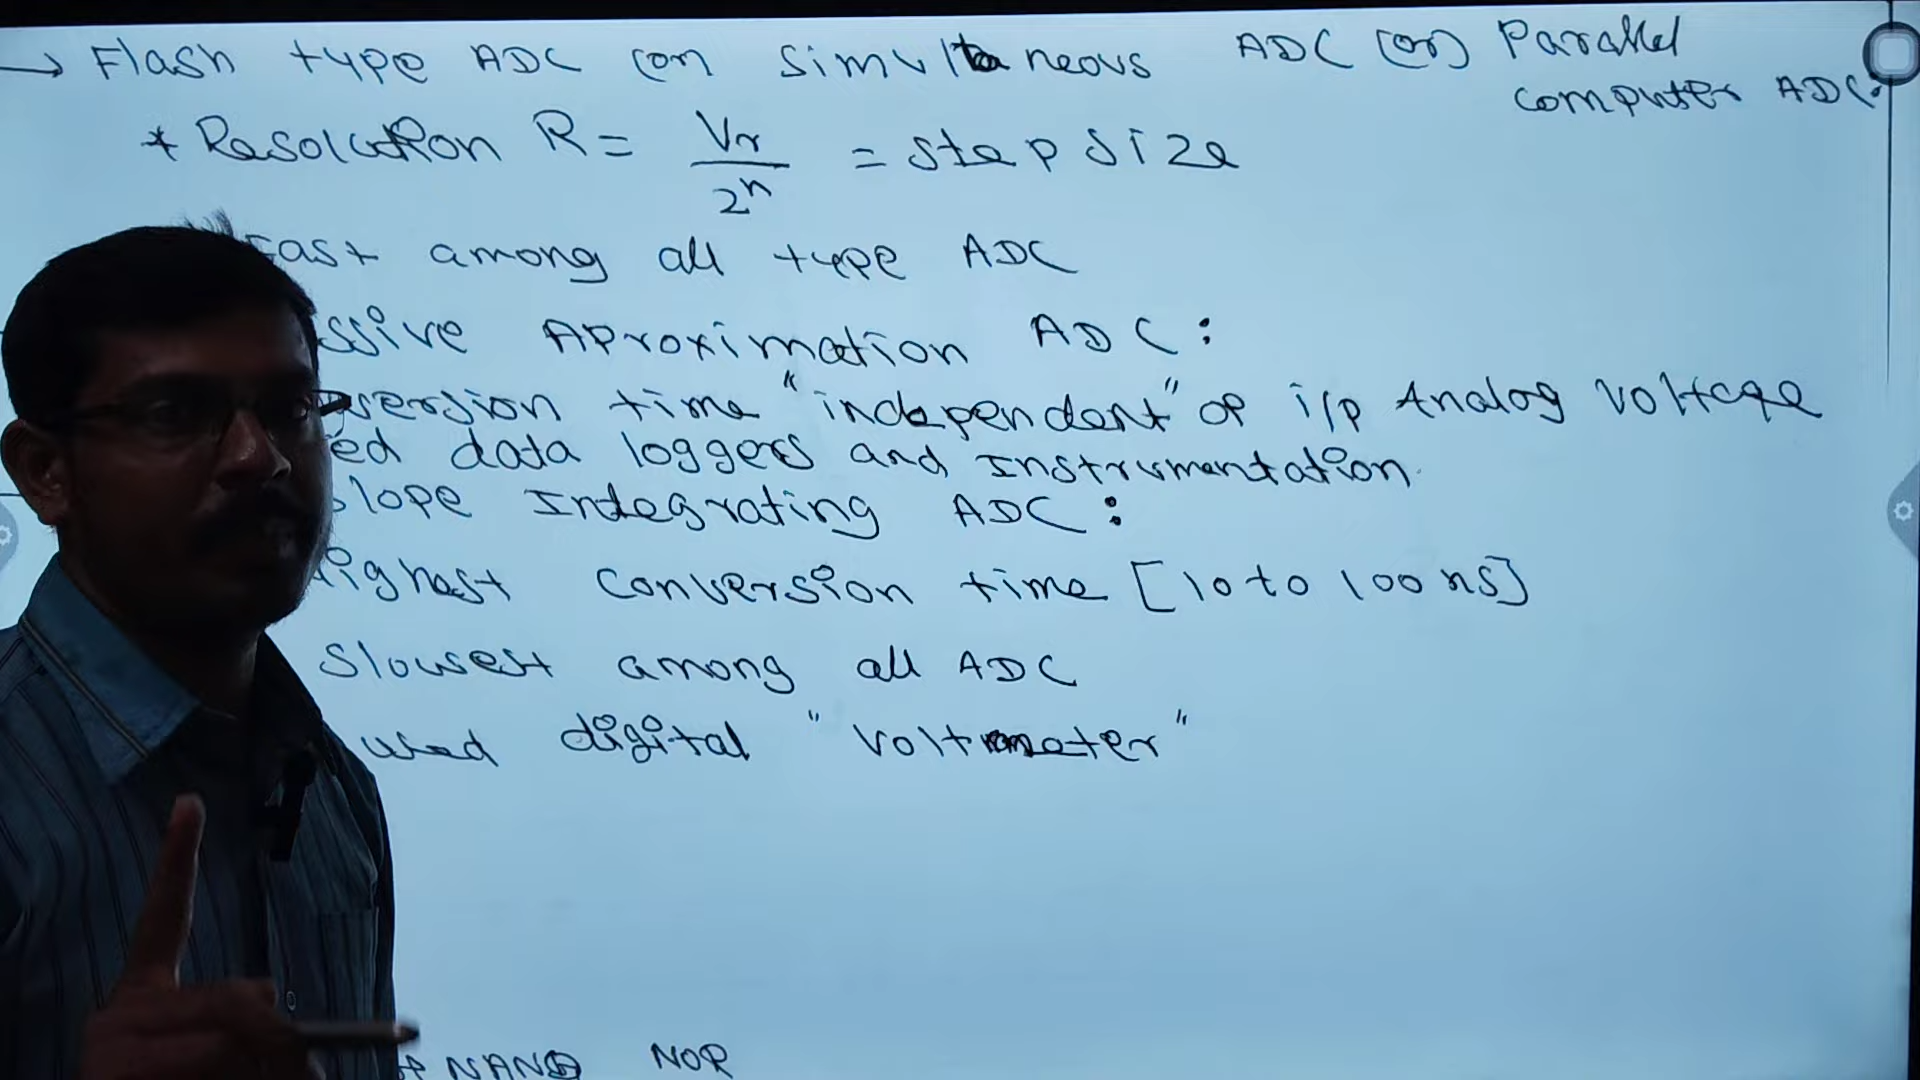 → Flash type ADC (or) Simultaneous ADC (or) Parallel
computer ADC:
* Resolution R = Vr / 2^n = step size
fast among all type ADC
ssive Aproximation ADC:
version time "independent" of i/p Analog voltage
ed data loggers and Instrumentation.
slope Integrating ADC:
Highest conversion time [10 to 100 ns]
slowest among all ADC
used digital "voltmeter"
NAND NOR